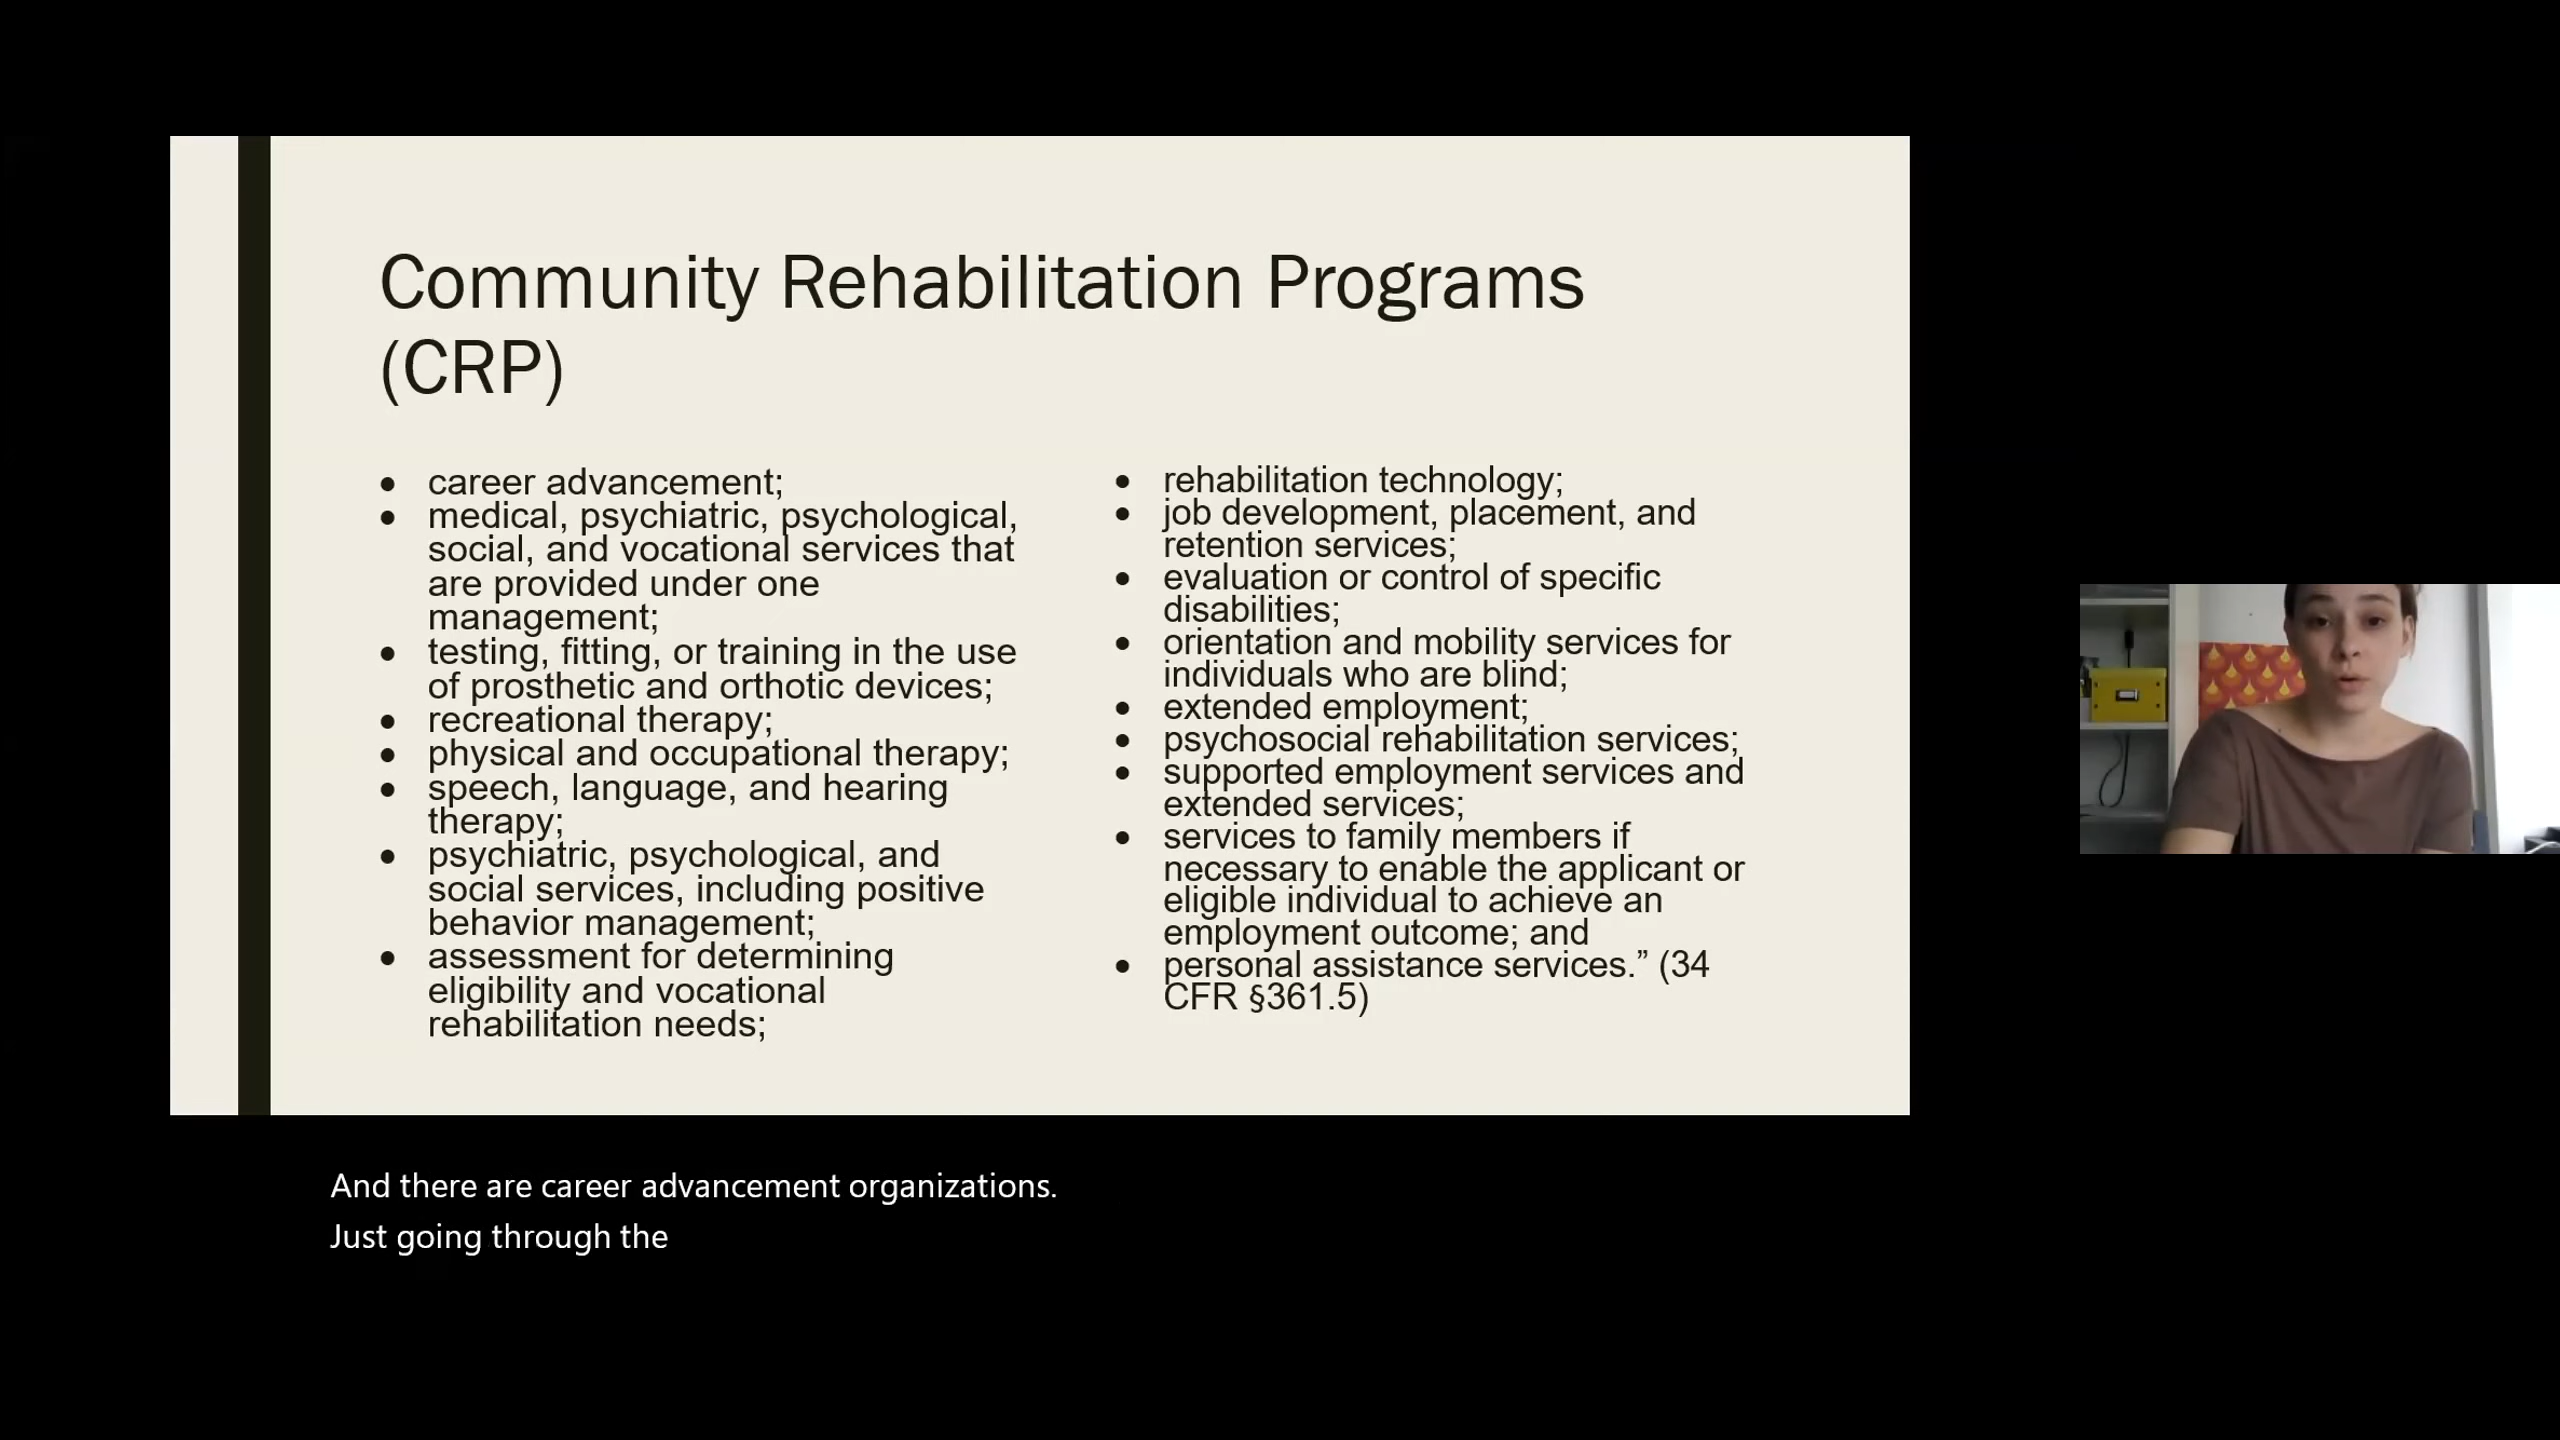 Community Rehabilitation Programs
(CRP)
● career advancement;
● medical, psychiatric, psychological,
social, and vocational services that
are provided under one
management;
● testing, fitting, or training in the use
of prosthetic and orthotic devices;
● recreational therapy;
● physical and occupational therapy;
● speech, language, and hearing
therapy;
● psychiatric, psychological, and
social services, including positive
behavior management;
● assessment for determining
eligibility and vocational
rehabilitation needs;
● rehabilitation technology;
● job development, placement, and
retention services;
● evaluation or control of specific
disabilities;
● orientation and mobility services for
individuals who are blind;
● extended employment;
● psychosocial rehabilitation services;
● supported employment services and
extended services;
● services to family members if
necessary to enable the applicant or
eligible individual to achieve an
employment outcome; and
● personal assistance services.” (34
CFR §361.5)
And there are career advancement organizations.
Just going through the